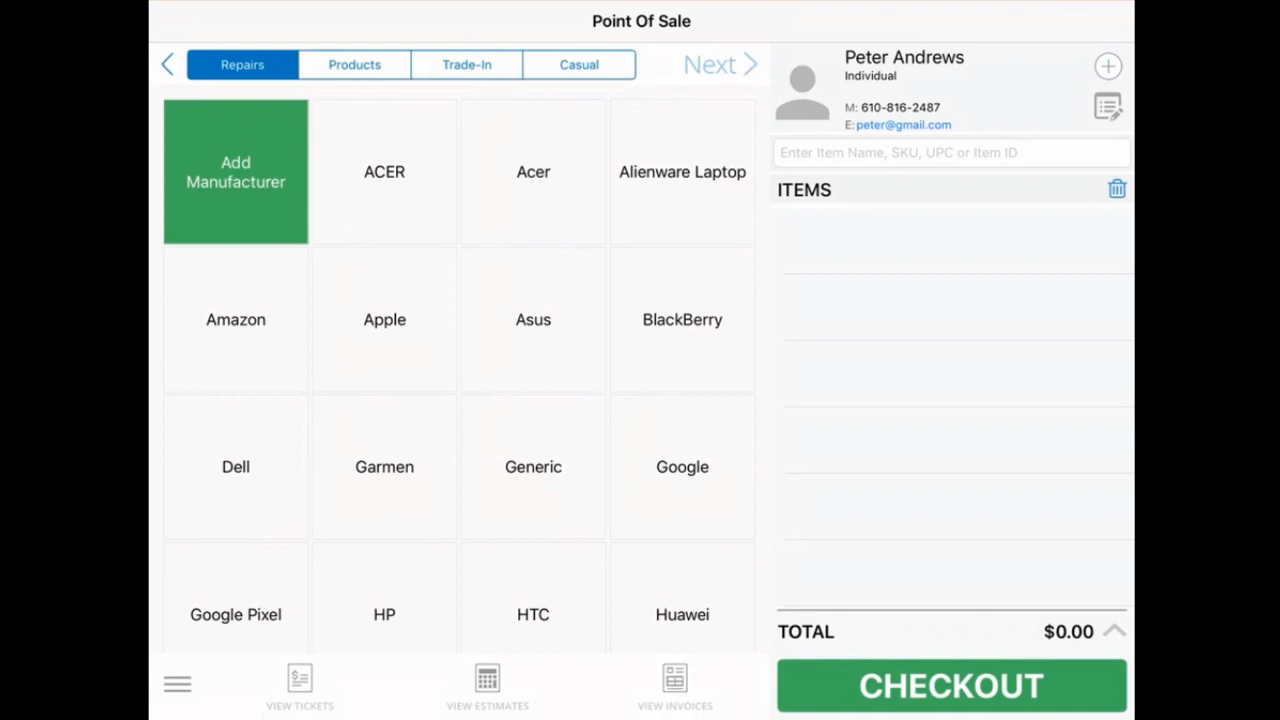 Point Of Sale
Repairs
Products
Trade-In
Casual
Next
Peter Andrews
Individual
M: 610-816-2487
E: peter@gmail.com
Enter Item Name, SKU, UPC or Item ID
ITEMS
Add
Manufacturer
ACER
Acer
Alienware Laptop
Amazon
Apple
Asus
BlackBerry
Dell
Garmen
Generic
Google
Google Pixel
HP
HTC
Huawei
TOTAL
$0.00
VIEW TICKETS
VIEW ESTIMATES
VIEW INVOICES
CHECKOUT